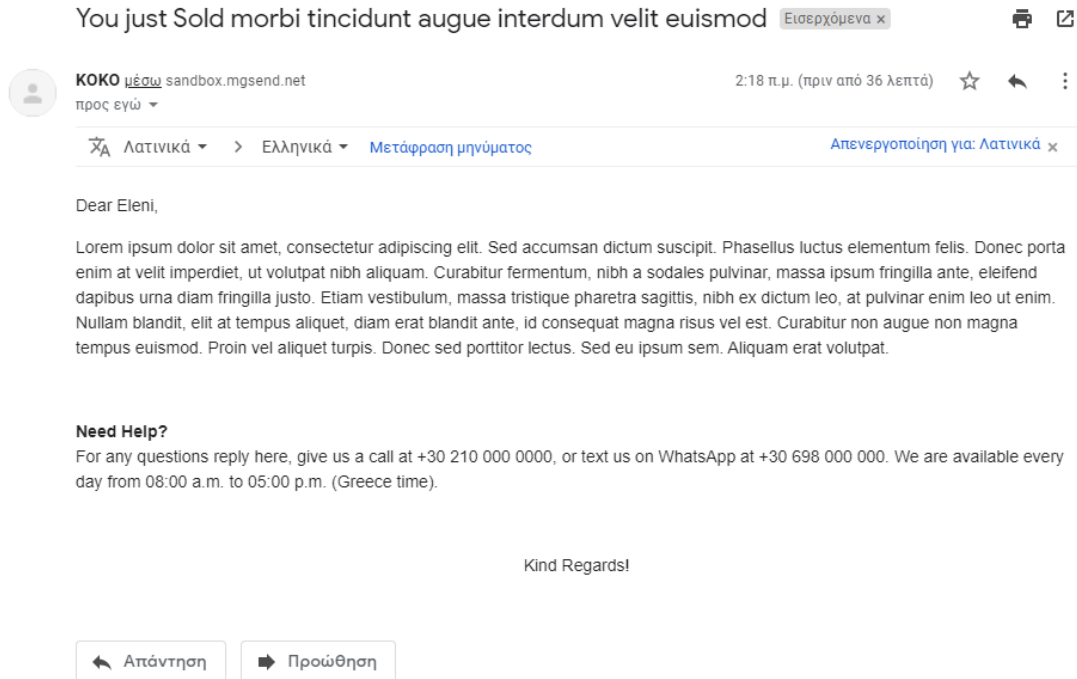 You just Sold morbi tincidunt augue interdum velit euismod Εισερχόμενα ×
KOKO μέσω sandbox.mgsend.net 2:18 π.μ. (πριν από 36 λεπτά)
προς εγώ
Λατινικά > Ελληνικά Μετάφραση μηνύματος Απενεργοποίηση για: Λατινικά ×
Dear Eleni,
Lorem ipsum dolor sit amet, consectetur adipiscing elit. Sed accumsan dictum suscipit. Phasellus luctus elementum felis. Donec porta
enim at velit imperdiet, ut volutpat nibh aliquam. Curabitur fermentum, nibh a sodales pulvinar, massa ipsum fringilla ante, eleifend
dapibus urna diam fringilla justo. Etiam vestibulum, massa tristique pharetra sagittis, nibh ex dictum leo, at pulvinar enim leo ut enim.
Nullam blandit, elit at tempus aliquet, diam erat blandit ante, id consequat magna risus vel est. Curabitur non augue non magna
tempus euismod. Proin vel aliquet turpis. Donec sed porttitor lectus. Sed eu ipsum sem. Aliquam erat volutpat.
Need Help?
For any questions reply here, give us a call at +30 210 000 0000, or text us on WhatsApp at +30 698 000 000. We are available every
day from 08:00 a.m. to 05:00 p.m. (Greece time).
Kind Regards!
Απάντηση Προώθηση